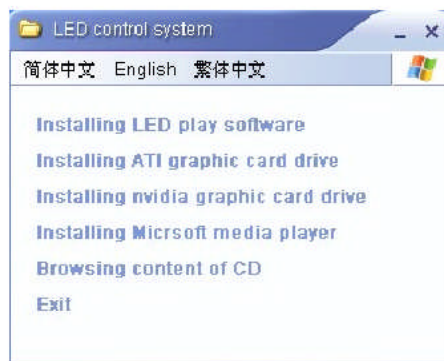 LED control system
简体中文 English 繁体中文
Installing LED play software
Installing ATI graphic card drive
Installing nvidia graphic card drive
Installing Micrsoft media player
Browsing content of CD
Exit